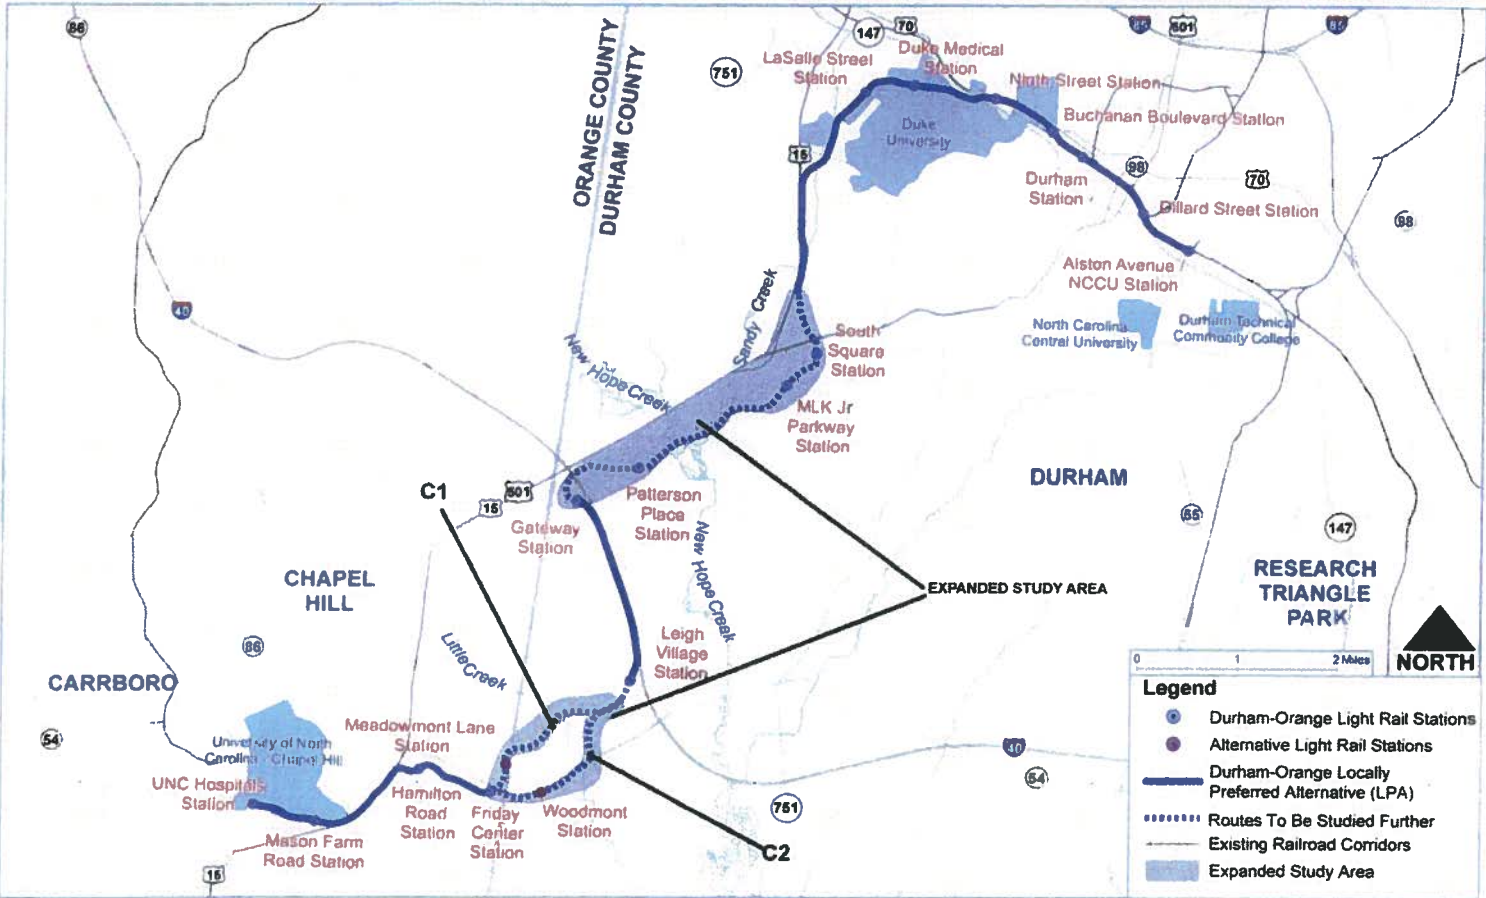 86
ORANGE COUNTY
DURHAM COUNTY
751
147
70
85
501
85
LaSalle Street
Station
Duke Medical
Station
Ninth Street Station
Buchanan Boulevard Station
Duke
University
15
98
70
Durham
Station
Dillard Street Station
98
Alston Avenue /
NCCU Station
North Carolina
Central University
Durham Technical
Community College
40
Sandy Creek
New Hope Creek
South
Square
Station
MLK Jr
Parkway
Station
DURHAM
C1
15
501
Gateway
Station
Patterson
Place
Station
New Hope Creek
55
147
CHAPEL
HILL
EXPANDED STUDY AREA
RESEARCH
TRIANGLE
PARK
86
Little Creek
Leigh
Village
Station
CARRBORO
54
University of North
Carolina - Chapel Hill
UNC Hospitals
Station
Meadowmont Lane
Station
Hamilton
Road
Station
Friday
Center
Station
Woodmont
Station
Mason Farm
Road Station
15
C2
751
40
54
0 1 2 Miles
NORTH
Legend
Durham-Orange Light Rail Stations
Alternative Light Rail Stations
Durham-Orange Locally
Preferred Alternative (LPA)
Routes To Be Studied Further
Existing Railroad Corridors
Expanded Study Area